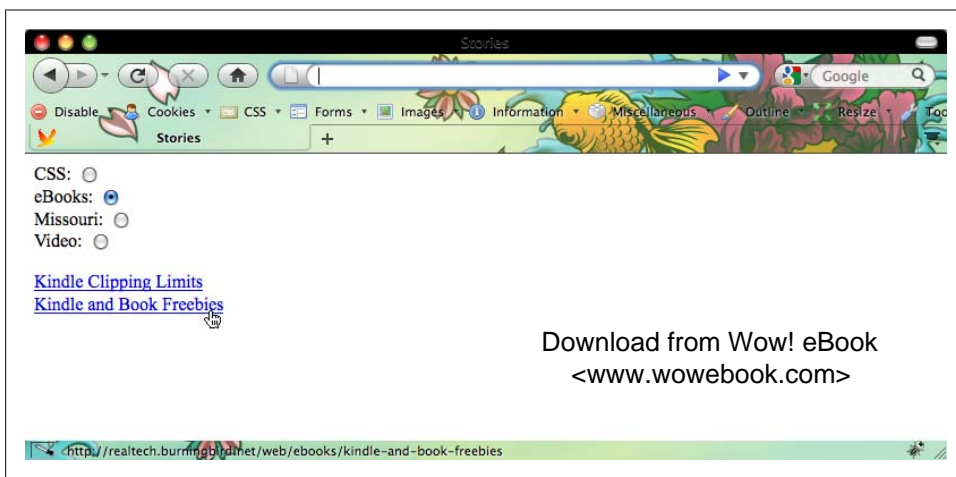 Stories
Google
Disable Cookies CSS Forms Images Information Miscellaneous Outline Resize Too
Stories +
CSS:
eBooks:
Missouri:
Video:
Kindle Clipping Limits
Kindle and Book Freebies
Download from Wow! eBook
<www.wowebook.com>
http://realtech.burningbird.net/web/ebooks/kindle-and-book-freebies